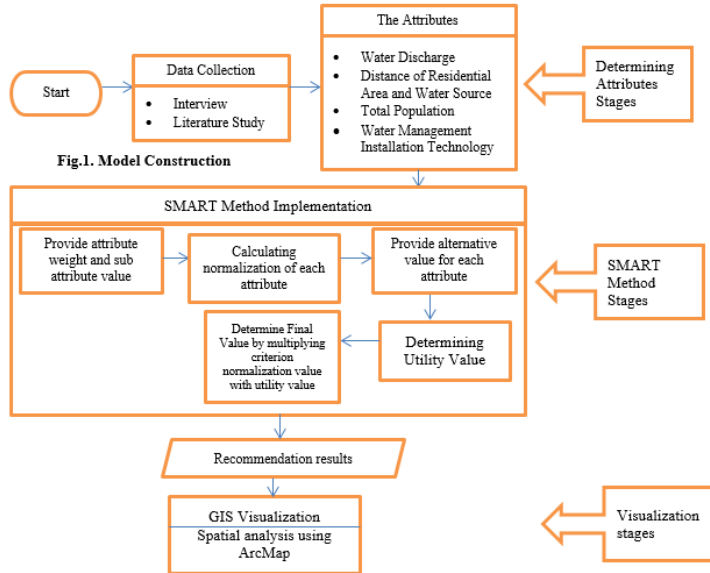 Start
Data Collection
• Interview
• Literature Study
The Attributes
• Water Discharge
• Distance of Residential
Area and Water Source
• Total Population
• Water Management
Installation Technology
Determining
Attributes
Stages
Fig.1. Model Construction
SMART Method Implementation
Provide attribute
weight and sub
attribute value
Calculating
normalization of each
attribute
Provide alternative
value for each
attribute
Determining
Utility Value
Determine Final
Value by multiplying
criterion
normalization value
with utility value
SMART
Method
Stages
Recommendation results
GIS Visualization
Spatial analysis using
ArcMap
Visualization
stages